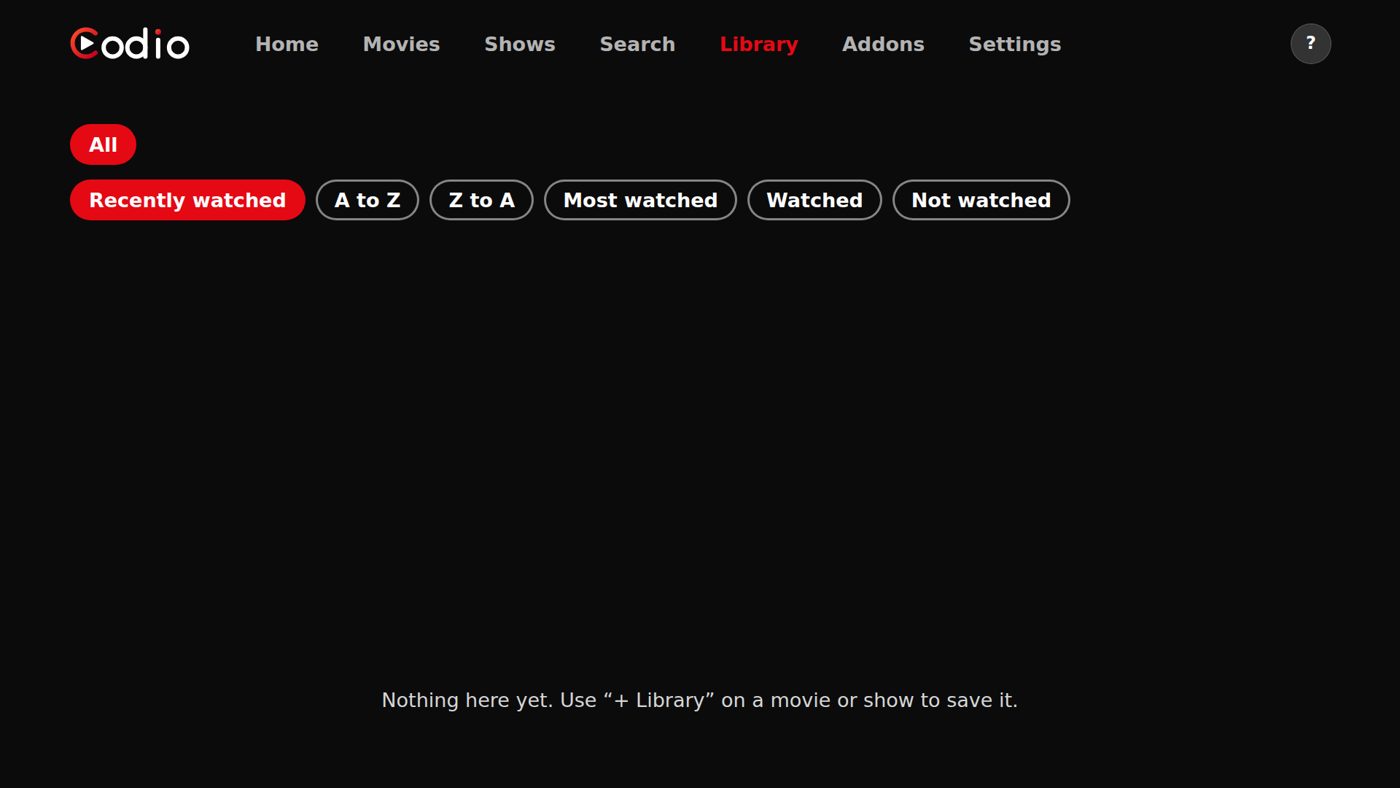 Codio
Home Movies Shows Search Library Addons Settings ?
All
Recently watched A to Z Z to A Most watched Watched Not watched
Nothing here yet. Use “+ Library” on a movie or show to save it.